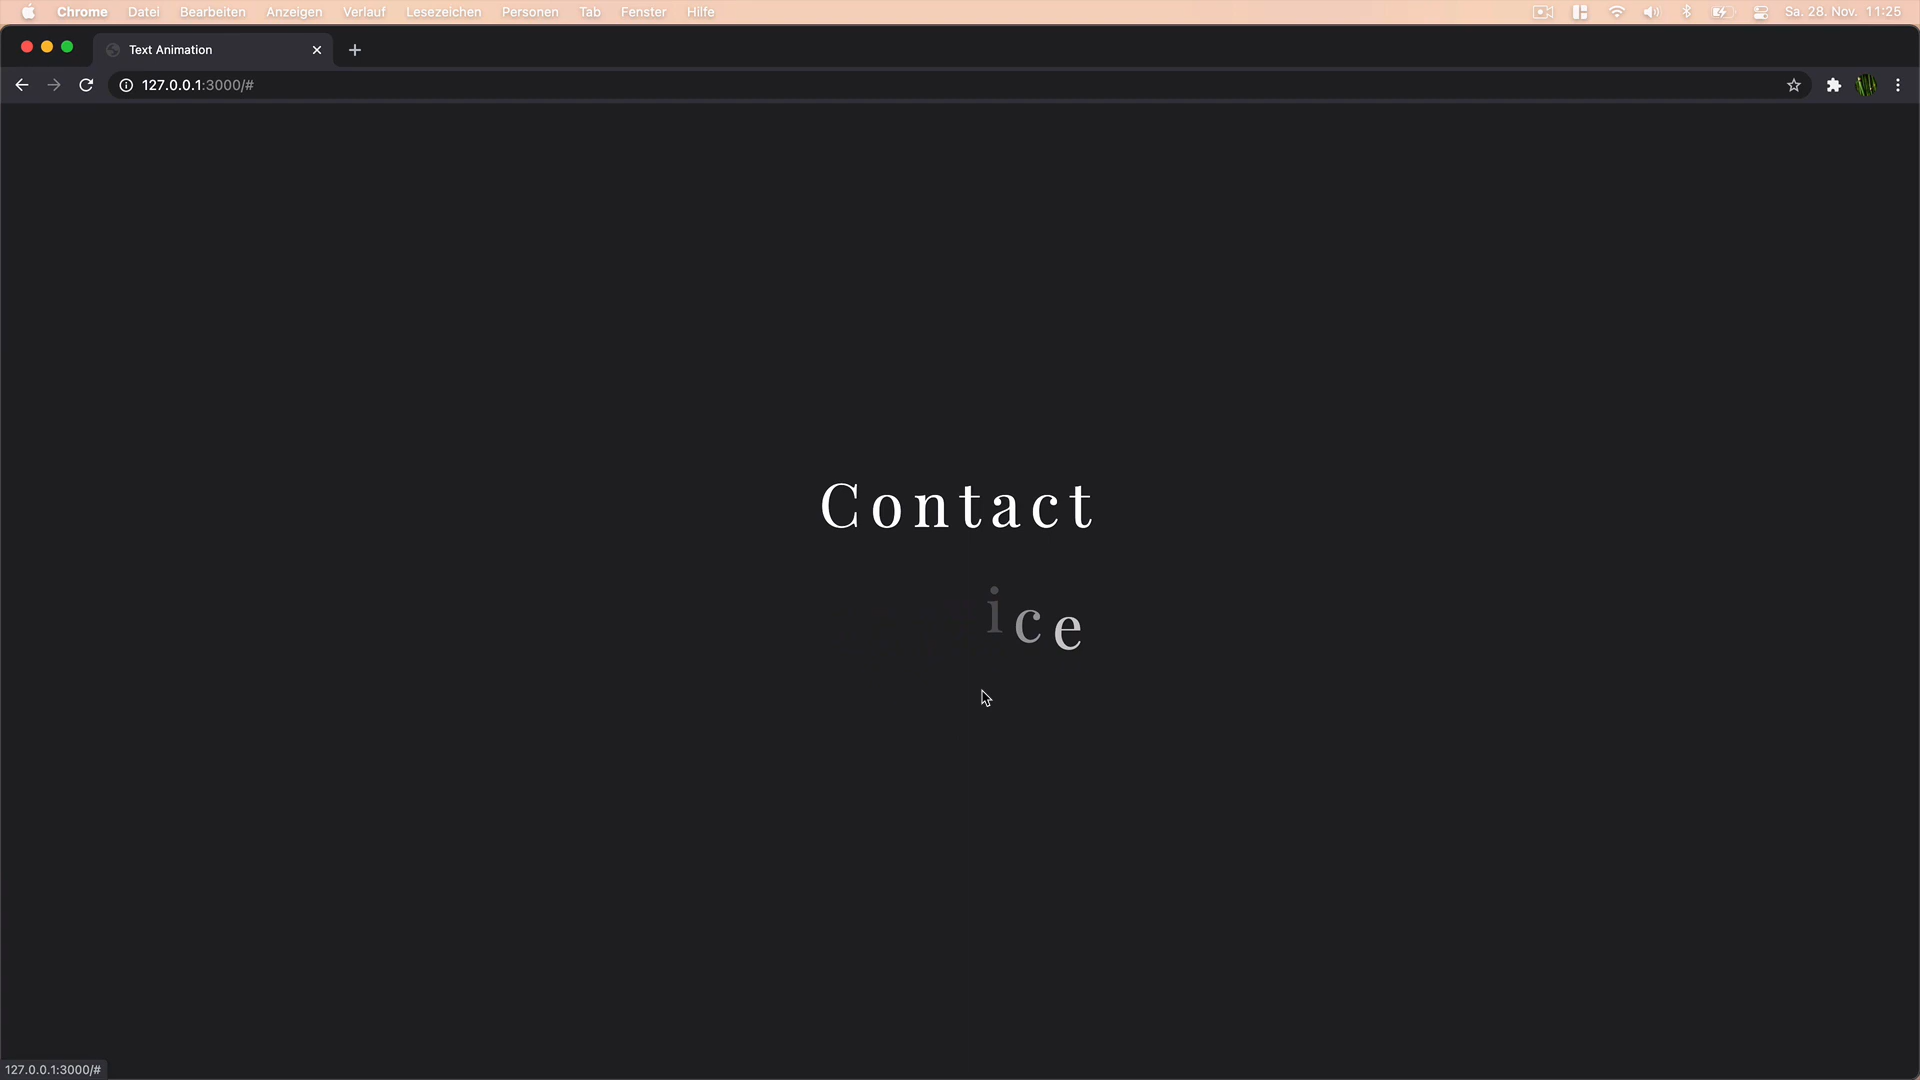 Chrome Datei Bearbeiten Anzeigen Verlauf Lesezeichen Personen Tab Fenster Hilfe Sa. 28. Nov. 11:25
Text Animation
127.0.0.1:3000/#
Contact
ice
127.0.0.1:3000/#